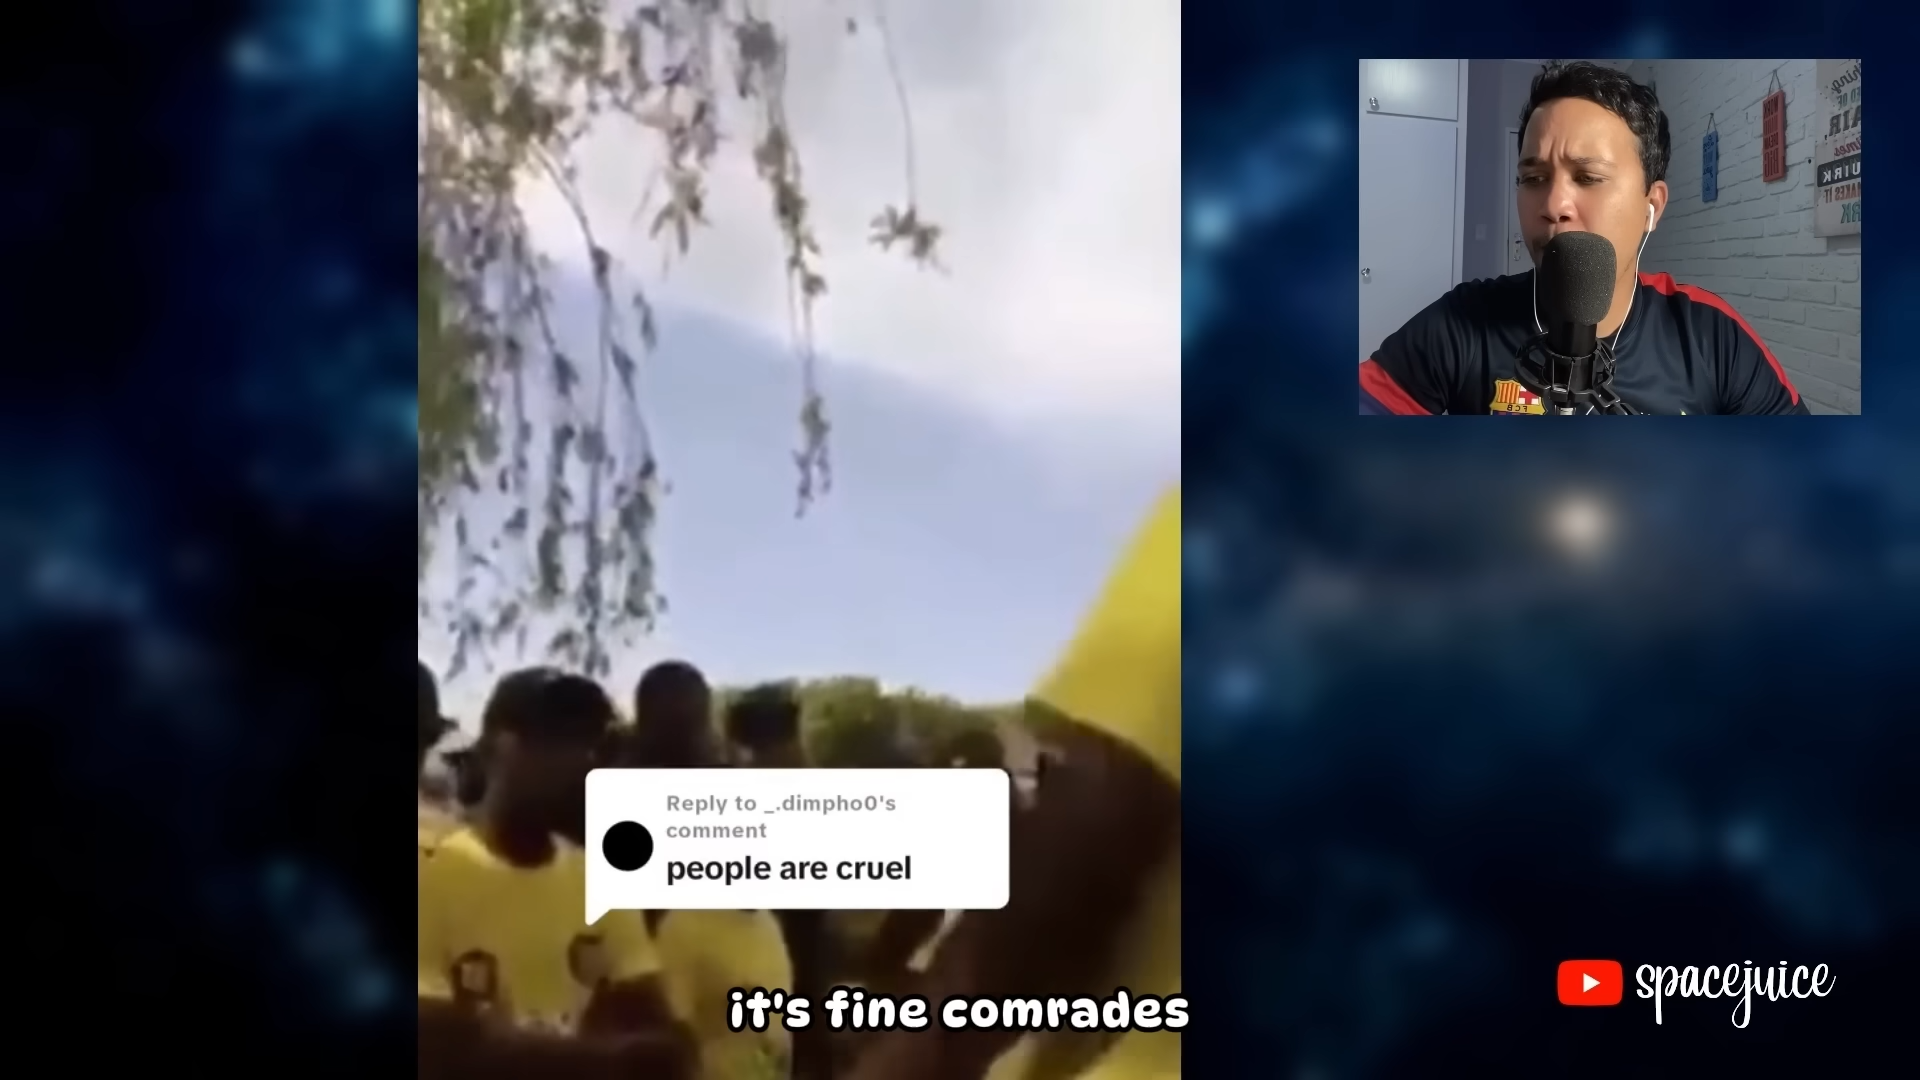 Reply to _.dimpho0's
comment
people are cruel
it's fine comrades
spacejuice